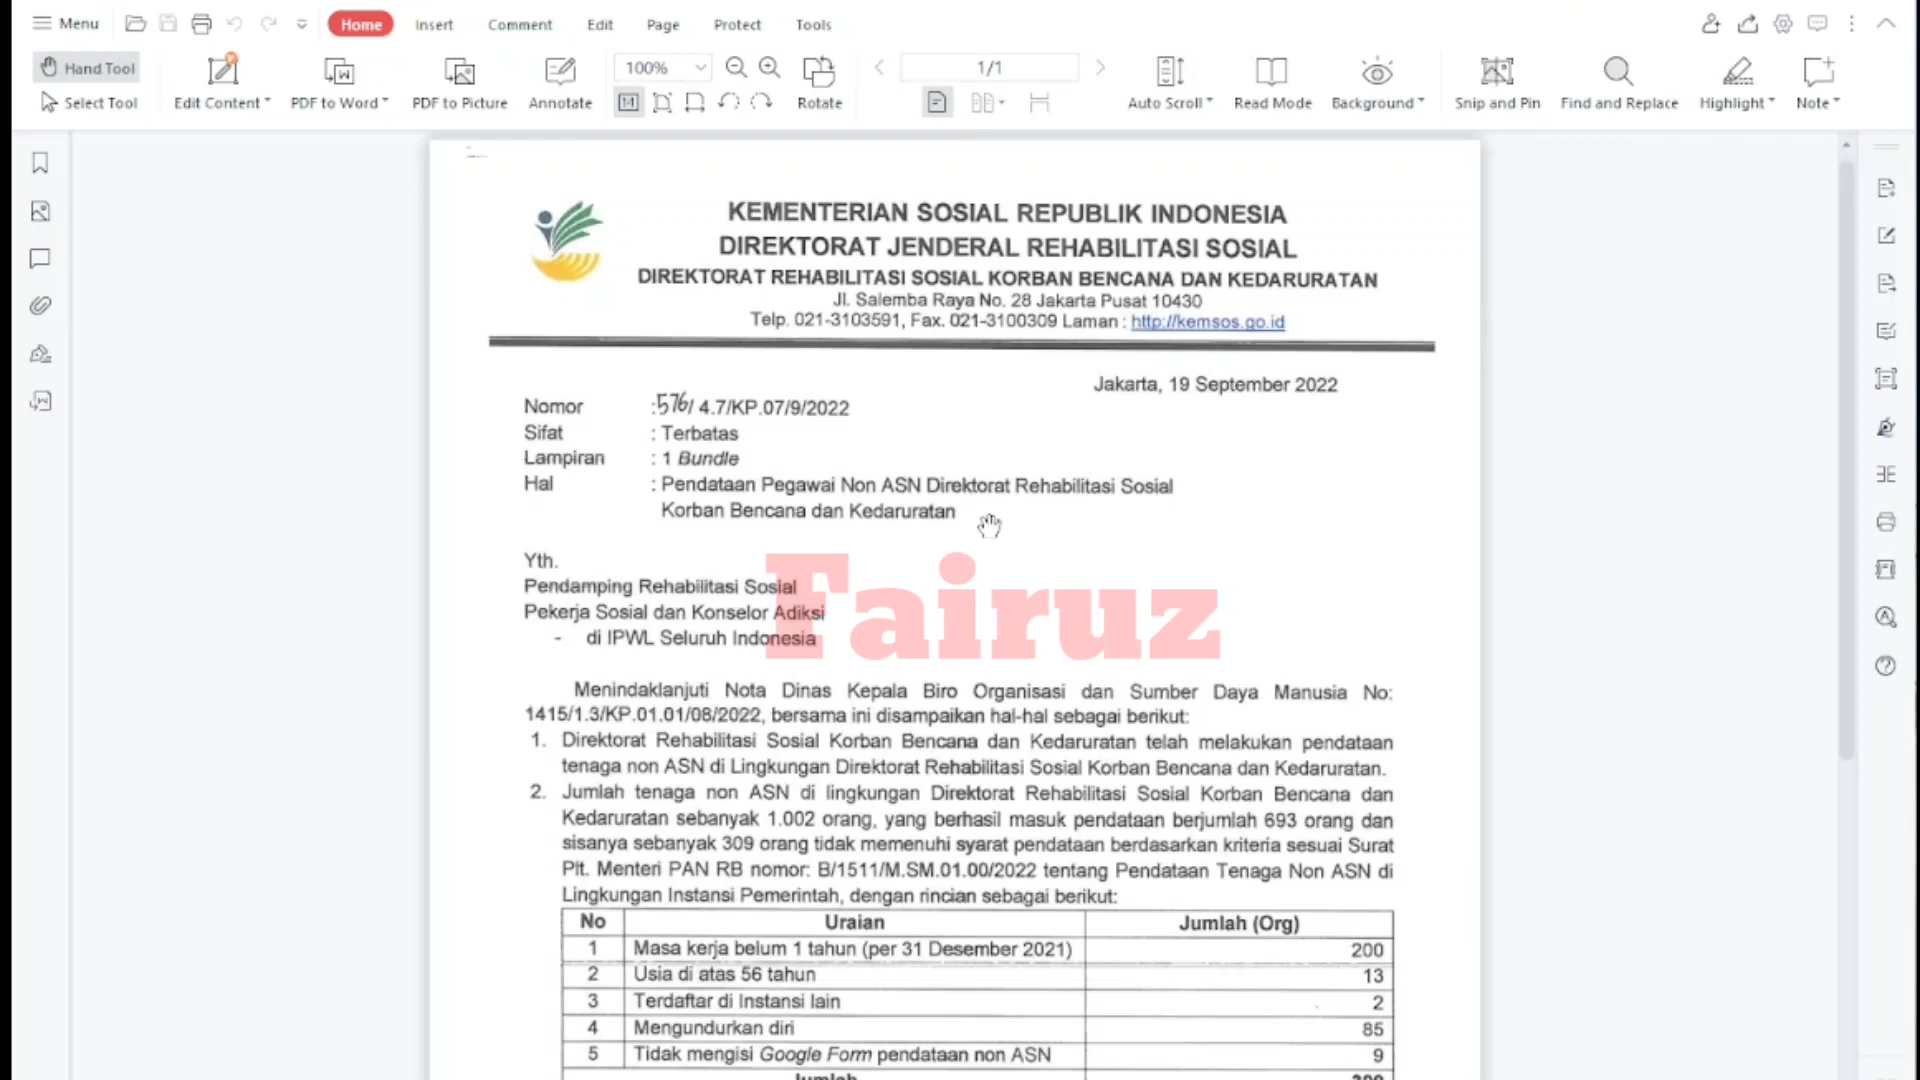 Menu
Home
Insert
Comment
Edit
Page
Protect
Tools
Hand Tool
Select Tool
Edit Content
PDF to Word
PDF to Picture
Annotate
100%
Rotate
1/1
Auto Scroll
Read Mode
Background
Snip and Pin
Find and Replace
Highlight
Note
KEMENTERIAN SOSIAL REPUBLIK INDONESIA
DIREKTORAT JENDERAL REHABILITASI SOSIAL
DIREKTORAT REHABILITASI SOSIAL KORBAN BENCANA DAN KEDARURATAN
Jl. Salemba Raya No. 28 Jakarta Pusat 10430
Telp. 021-3103591, Fax. 021-3100309 Laman : http://kemsos.go.id
Jakarta, 19 September 2022
Nomor : 576/ 4.7/KP.07/9/2022
Sifat : Terbatas
Lampiran : 1 Bundle
Hal : Pendataan Pegawai Non ASN Direktorat Rehabilitasi Sosial
Korban Bencana dan Kedaruratan
Yth.
Pendamping Rehabilitasi Sosial
Pekerja Sosial dan Konselor Adiksi
- di IPWL Seluruh Indonesia
Fairuz
Menindaklanjuti Nota Dinas Kepala Biro Organisasi dan Sumber Daya Manusia No:
1415/1.3/KP.01.01/08/2022, bersama ini disampaikan hal-hal sebagai berikut:
1. Direktorat Rehabilitasi Sosial Korban Bencana dan Kedaruratan telah melakukan pendataan
tenaga non ASN di Lingkungan Direktorat Rehabilitasi Sosial Korban Bencana dan Kedaruratan.
2. Jumlah tenaga non ASN di lingkungan Direktorat Rehabilitasi Sosial Korban Bencana dan
Kedaruratan sebanyak 1.002 orang, yang berhasil masuk pendataan berjumlah 693 orang dan
sisanya sebanyak 309 orang tidak memenuhi syarat pendataan berdasarkan kriteria sesuai Surat
Plt. Menteri PAN RB nomor: B/1511/M.SM.01.00/2022 tentang Pendataan Tenaga Non ASN di
Lingkungan Instansi Pemerintah, dengan rincian sebagai berikut:
No Uraian Jumlah (Org)
1 Masa kerja belum 1 tahun (per 31 Desember 2021) 200
2 Usia di atas 56 tahun 13
3 Terdaftar di Instansi lain 2
4 Mengundurkan diri 85
5 Tidak mengisi Google Form pendataan non ASN 9
Jumlah 309